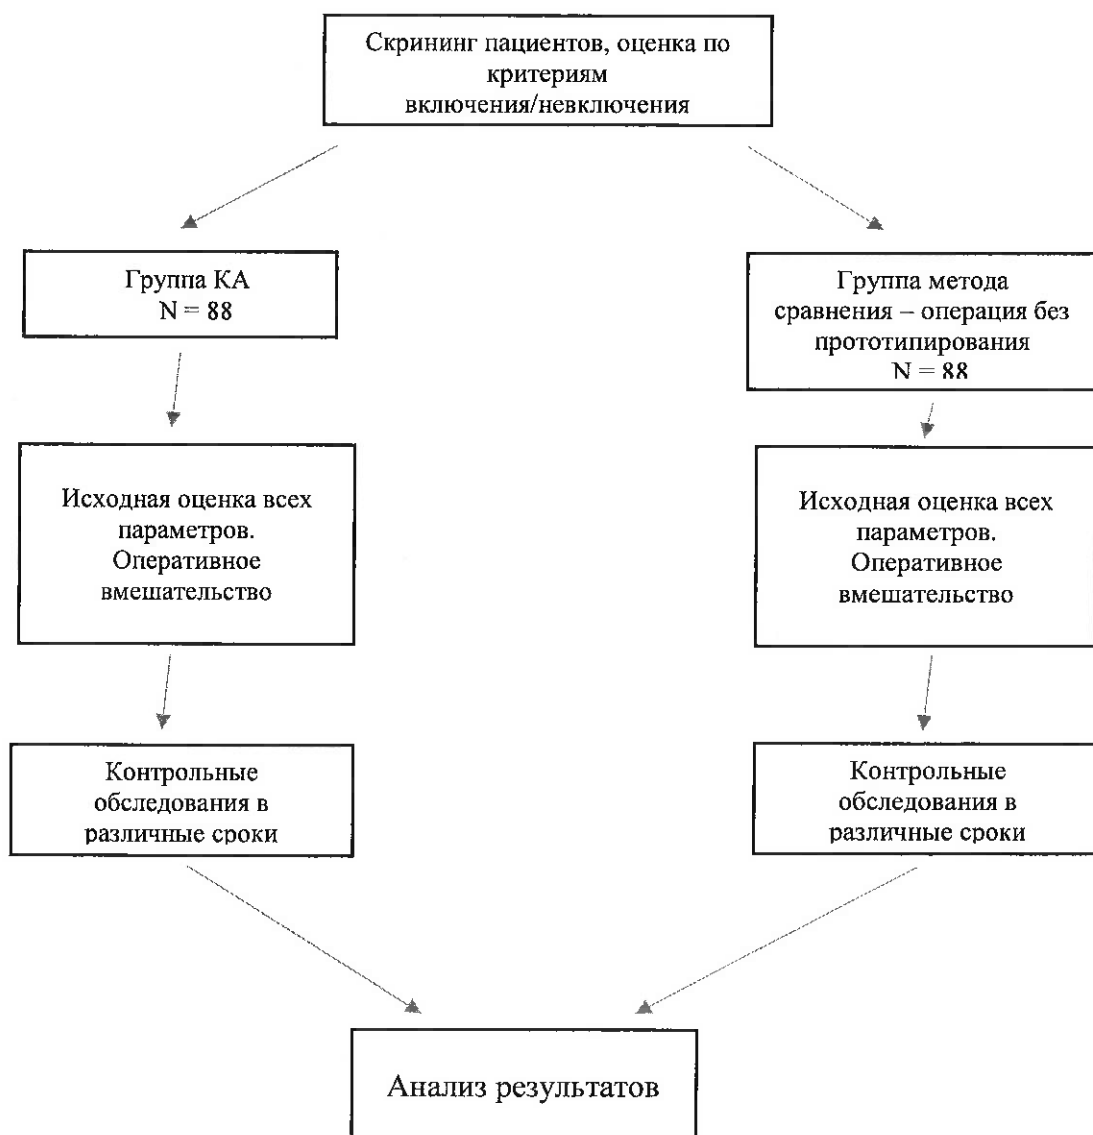 Скрининг пациентов, оценка по
критериям
включения/невключения
Группа КА
N = 88
Группа метода
сравнения – операция без
прототипирования
N = 88
Исходная оценка всех
параметров.
Оперативное
вмешательство
Исходная оценка всех
параметров.
Оперативное
вмешательство
Контрольные
обследования в
различные сроки
Контрольные
обследования в
различные сроки
Анализ результатов